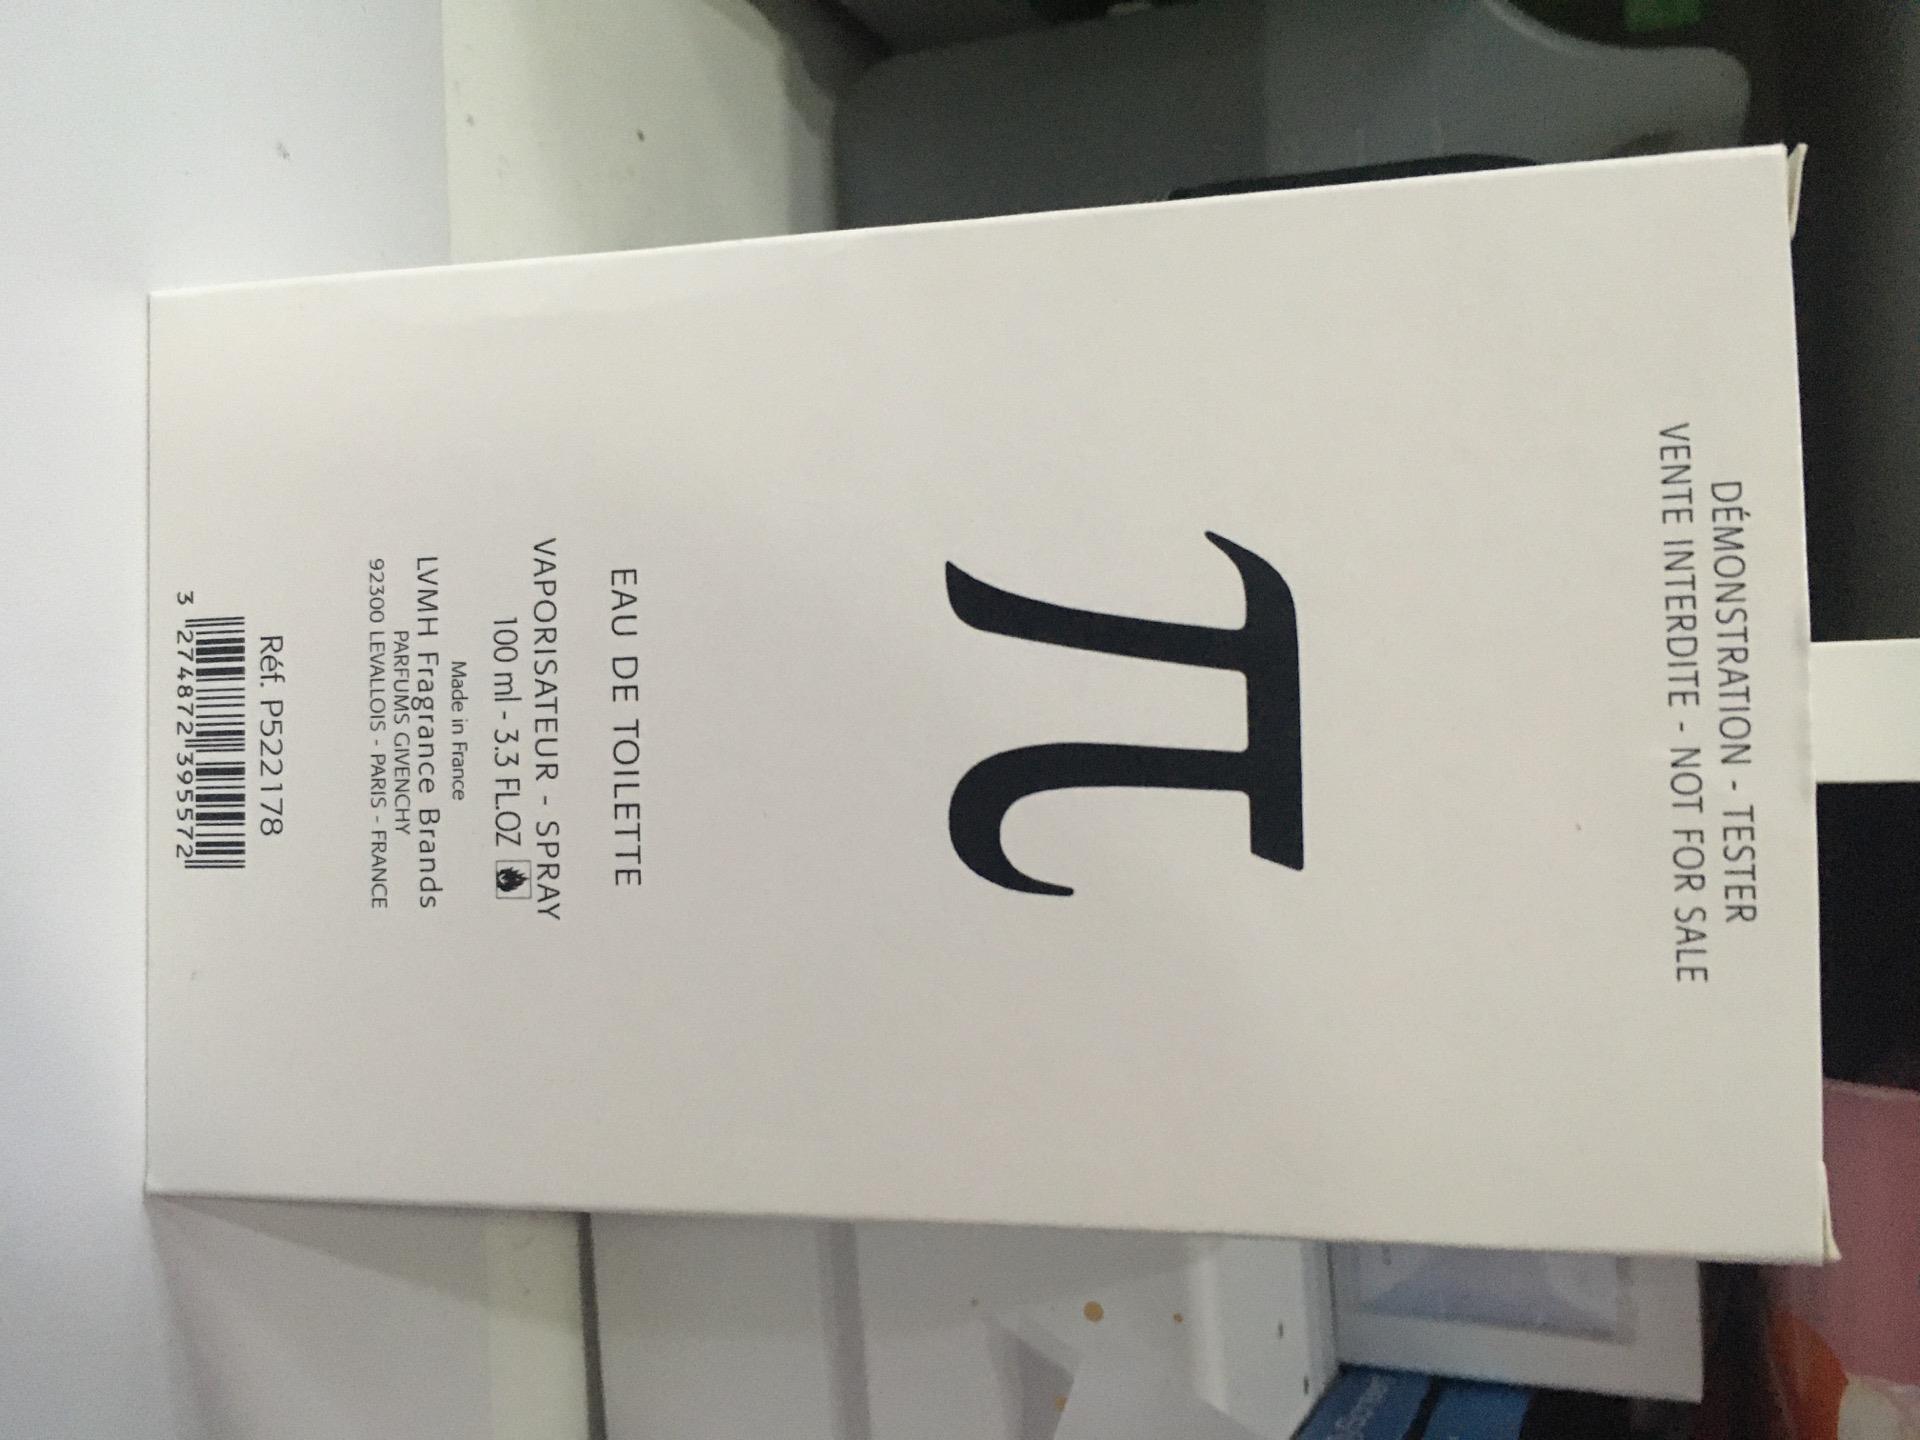 DÉMONSTRATION - TESTER
VENTE INTERDITE - NOT FOR SALE
π
EAU DE TOILETTE
VAPORISATEUR - SPRAY
100 ml - 3.3 FL.OZ
Made in France
LVMH Fragrance Brands
PARFUMS GIVENCHY
92300 LEVALLOIS - PARIS - FRANCE
Réf. P522178
3 274872 395572